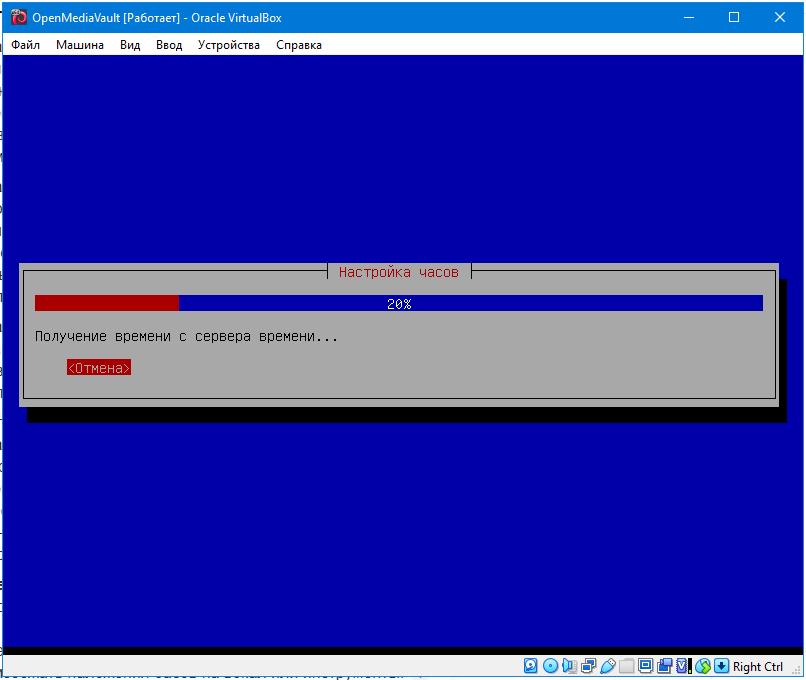 OpenMediaVault [Работает] - Oracle VirtualBox
Файл Машина Вид Ввод Устройства Справка
Настройка часов
20%
Получение времени с сервера времени...
<Отмена>
Right Ctrl